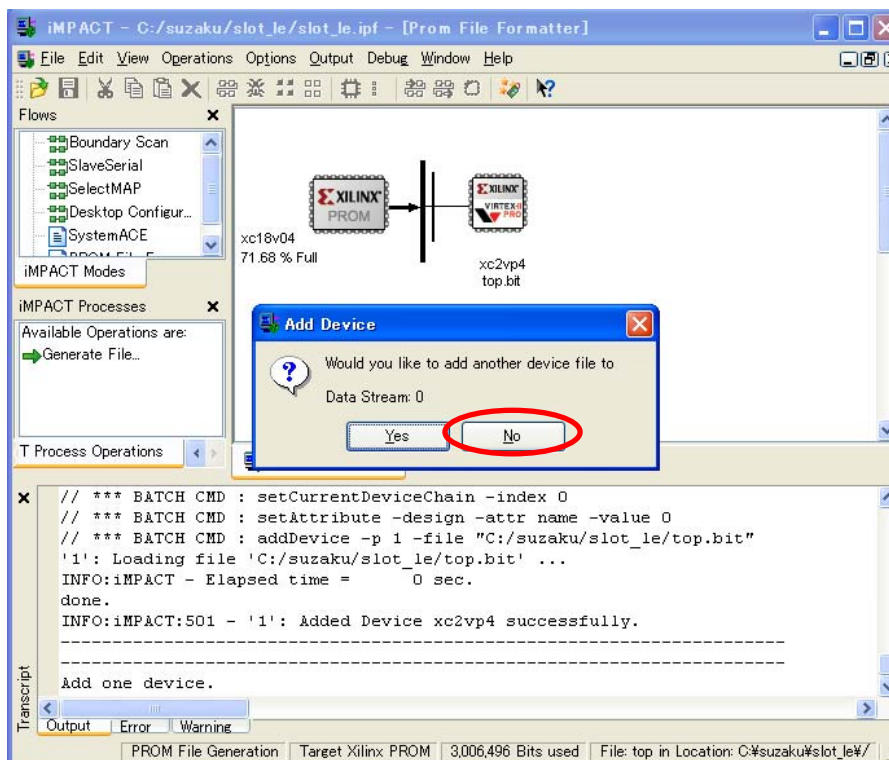 iMPACT - C:/suzaku/slot_le/slot_le.ipf - [Prom File Formatter]
File Edit View Operations Options Output Debug Window Help
Flows
Boundary Scan
SlaveSerial
SelectMAP
Desktop Configur...
SystemACE
iMPACT Modes
XILINX
PROM
xc18v04
71.68 % Full
XILINX
VIRTEX-II
PRO
xc2vp4
top.bit
iMPACT Processes
Available Operations are:
Generate File...
T Process Operations
Add Device
Would you like to add another device file to
Data Stream: 0
Yes No
// *** BATCH CMD : setCurrentDeviceChain -index 0
// *** BATCH CMD : setAttribute -design -attr name -value 0
// *** BATCH CMD : addDevice -p 1 -file "C:/suzaku/slot_le/top.bit"
'1': Loading file 'C:/suzaku/slot_le/top.bit' ...
INFO:iMPACT - Elapsed time = 0 sec.
done.
INFO:iMPACT:501 - '1': Added Device xc2vp4 successfully.
----------------------------------------------------------------------
----------------------------------------------------------------------
Add one device.
Transcript
Output Error Warning
PROM File Generation Target Xilinx PROM 3,006,496 Bits used File: top in Location: C:¥suzaku¥slot_le¥/